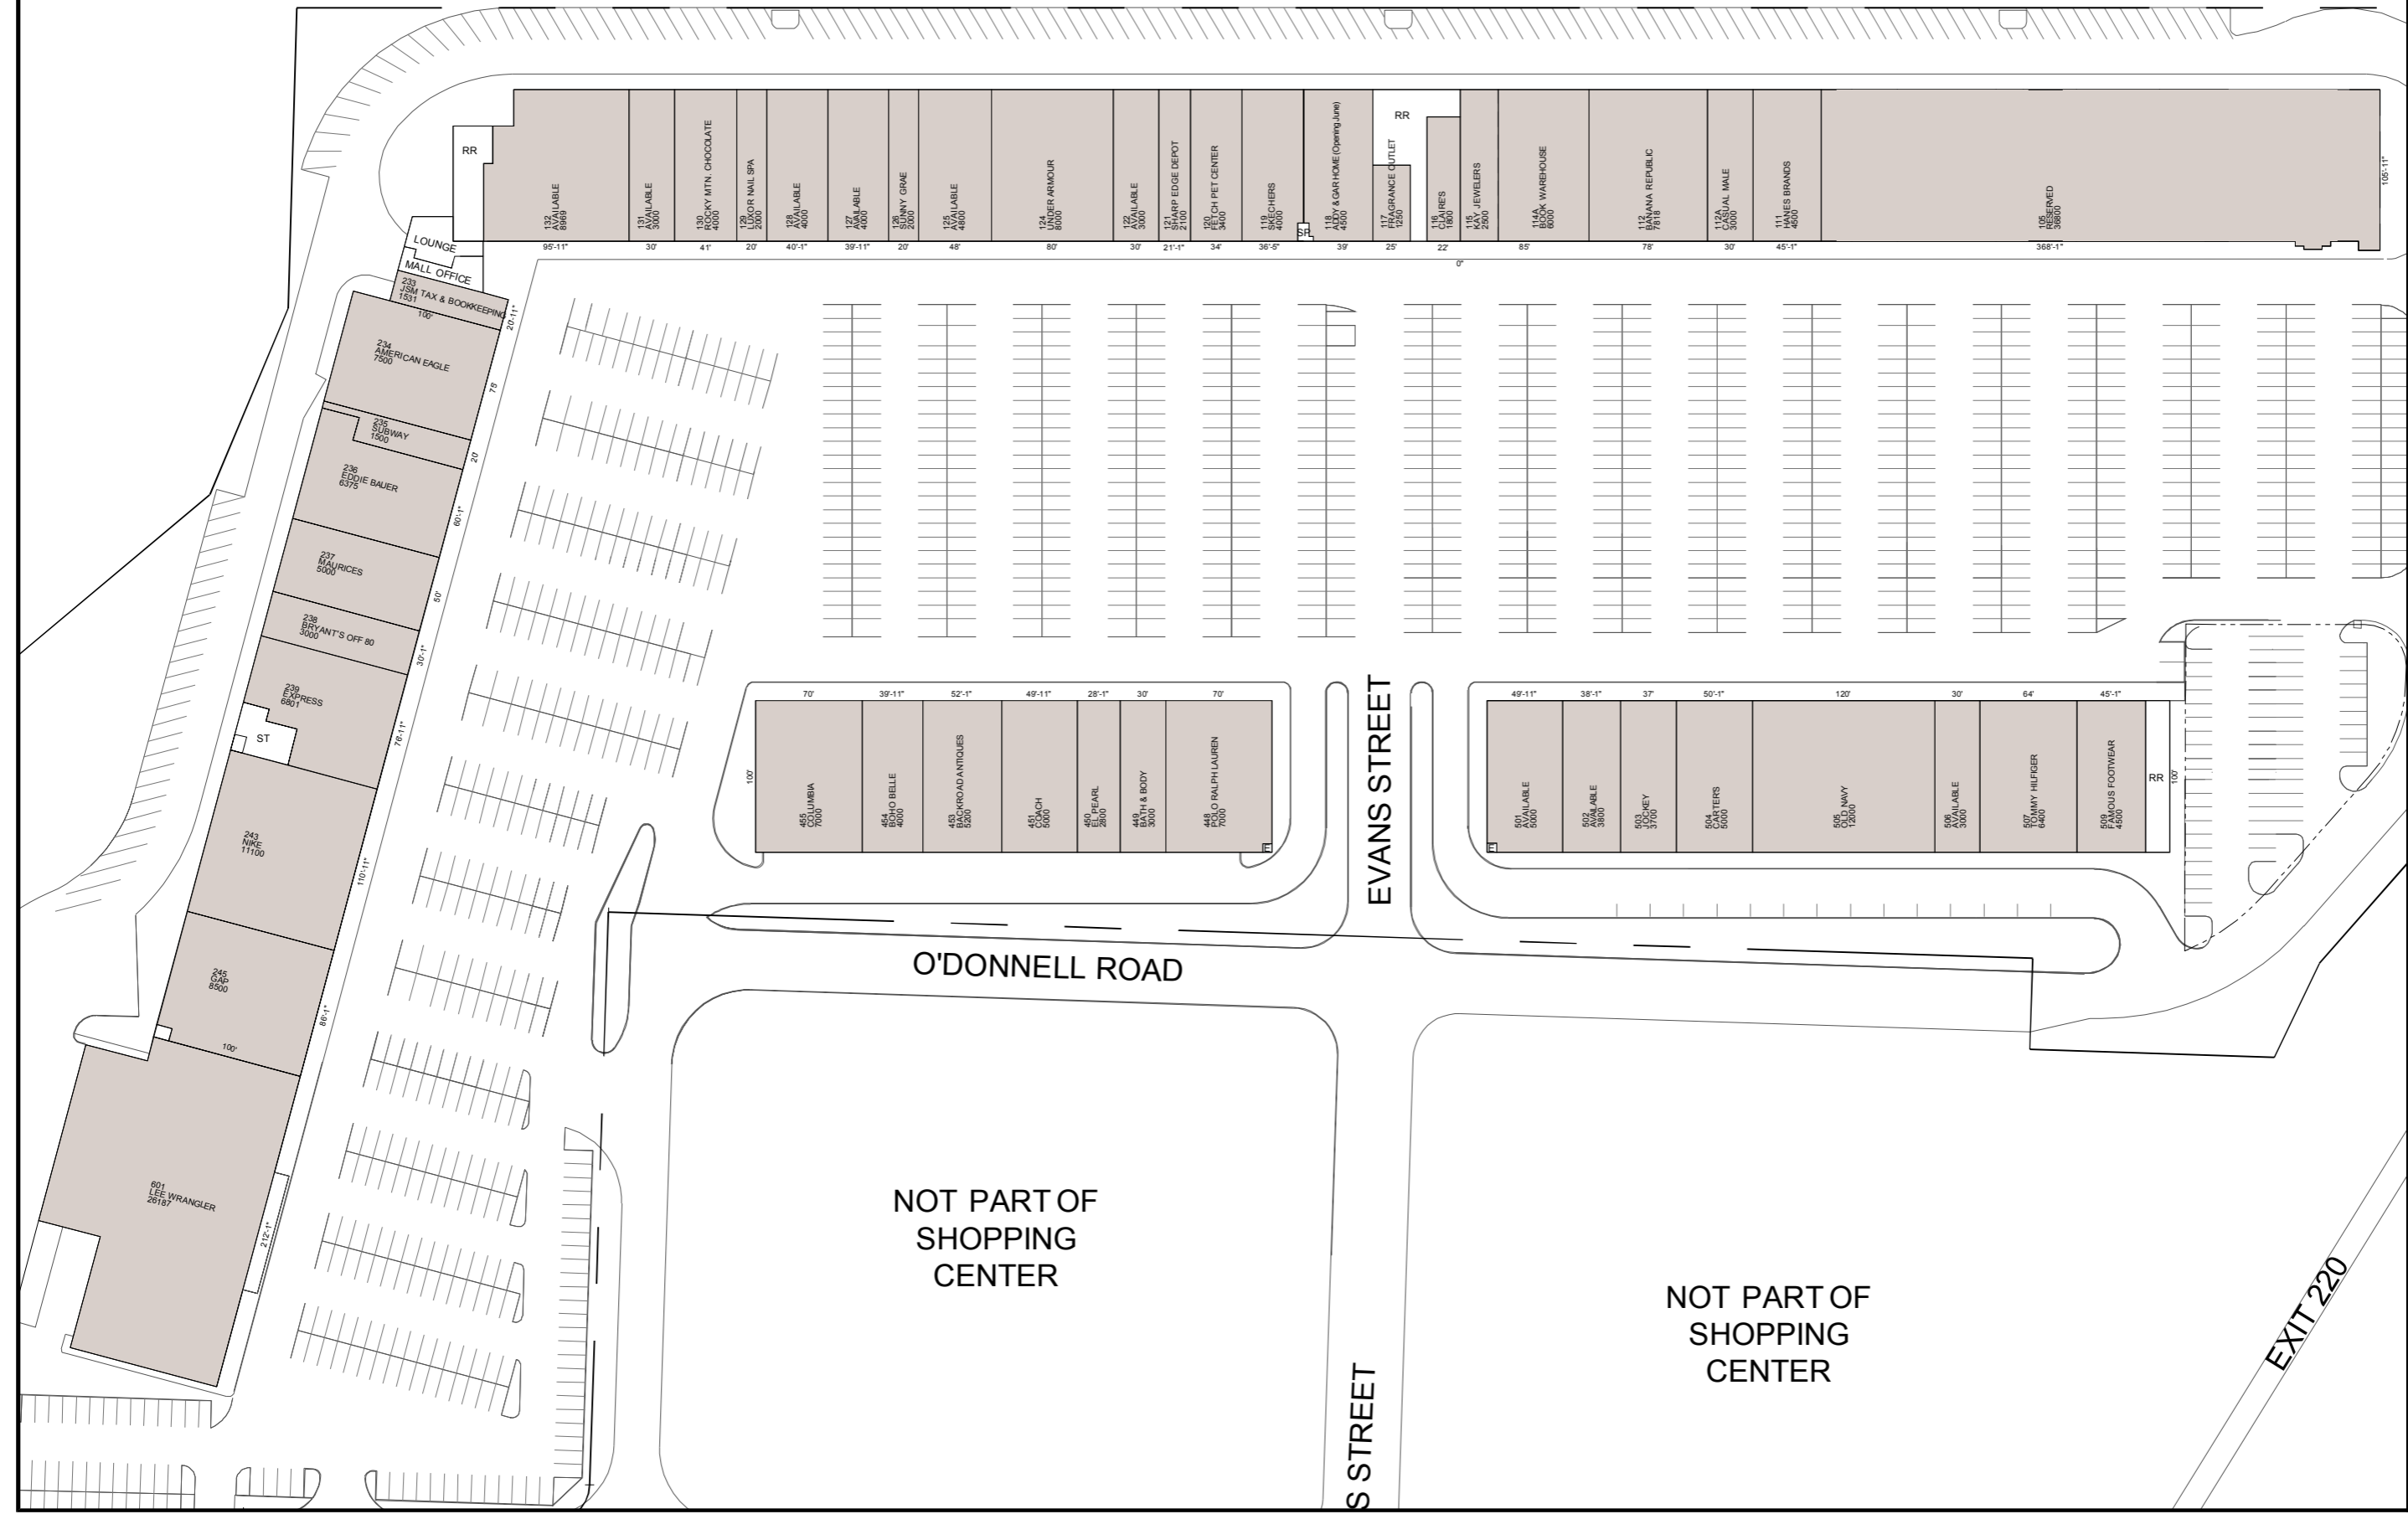 RR
132
AVAILABLE
8969
131
AVAILABLE
3000
130
ROCKY MTN. CHOCOLATE
4000
129
LUXOR NAIL SPA
2000
128
AVAILABLE
4000
127
AVAILABLE
4000
126
SUNNY GRAE
2000
125
AVAILABLE
4800
124
UNDER ARMOUR
8000
122
AVAILABLE
3000
121
SHARP EDGE DEPOT
2100
120
FETCH PET CENTER
3400
119
SKECHERS
4000
SP
118
ADDY & GAR HOME (Opening June)
4500
RR
117
FRAGRANCE OUTLET
1250
116
CLAIRE'S
1800
115
KAY JEWELERS
2500
114A
BOOK WAREHOUSE
6000
112
BANANA REPUBLIC
7818
112A
CASUAL MALE
3000
111
HANES BRANDS
4500
105
RESERVED
36800
105'-11"
95'-11"
30'
41'
20'
40'-1"
39'-11"
20'
48'
80'
30'
21'-1"
34'
36'-5"
39'
25'
22'
85'
78'
30'
45'-1"
368'-1"
0"
LOUNGE
MALL OFFICE
233
JSM TAX & BOOKKEEPING
1531
20'-11"
100'
234
AMERICAN EAGLE
7500
75'
235
SUBWAY
1500
20'
236
EDDIE BAUER
6375
60'-1"
237
MAURICES
5000
50'
238
BRYANT'S OFF 80
3000
30'-1"
239
EXPRESS
6801
78'-11"
ST
243
NIKE
11100
110'-11"
245
GAP
8500
86'-1"
100'
601
LEE WRANGLER
26187
212'-1"
70'
39'-11"
52'-1"
49'-11"
28'-1"
30'
70'
100'
455
COLUMBIA
7000
454
BOHO BELLE
4000
453
BACKROAD ANTIQUES
5200
451
COACH
5000
450
EL PEARL
2800
449
BATH & BODY
3000
448
POLO RALPH LAUREN
7000
EVANS STREET
49'-11"
38'-1"
37'
50'-1"
120'
30'
64'
45'-1"
501
AVAILABLE
5000
502
AVAILABLE
3800
503
JOCKEY
3700
504
CARTER'S
5000
505
OLD NAVY
12000
506
AVAILABLE
3000
507
TOMMY HILFIGER
6400
509
FAMOUS FOOTWEAR
4500
RR
100'
O'DONNELL ROAD
NOT PART OF
SHOPPING
CENTER
NOT PART OF
SHOPPING
CENTER
S STREET
EXIT 220